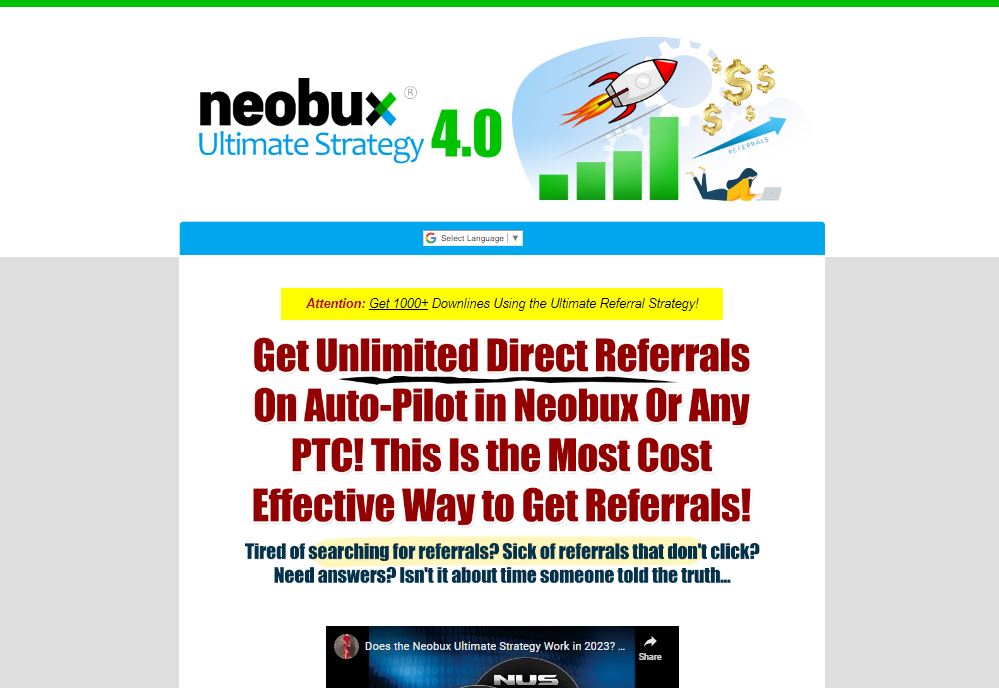 neobux ®
Ultimate Strategy 4.0
REFERRALS
Select Language ▼
Attention: Get 1000+ Downlines Using the Ultimate Referral Strategy!
Get Unlimited Direct Referrals
On Auto-Pilot in Neobux Or Any
PTC! This Is the Most Cost
Effective Way to Get Referrals!
Tired of searching for referrals? Sick of referrals that don't click?
Need answers? Isn't it about time someone told the truth...
Does the Neobux Ultimate Strategy Work in 2023? ...
Share
NUS